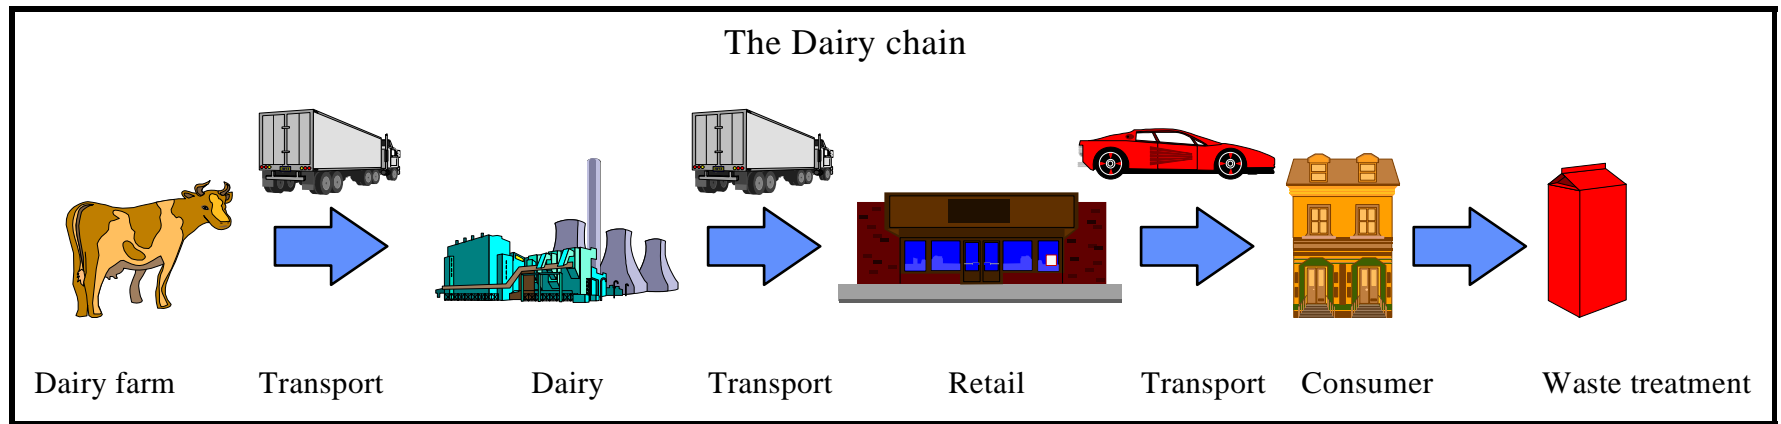 The Dairy chain
Dairy farm Transport Dairy Transport Retail Transport Consumer Waste treatment